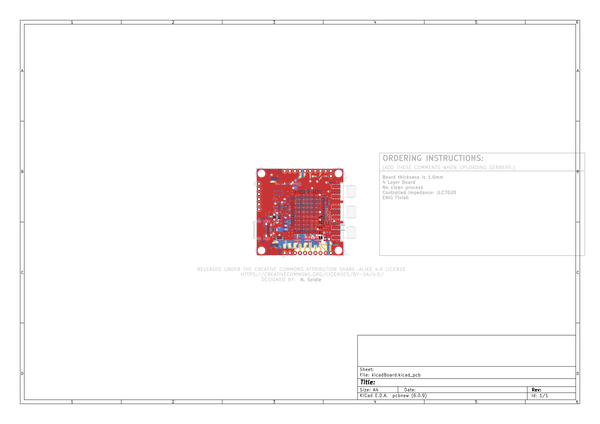 1 2 3 4 5 6
A A
ORDERING INSTRUCTIONS:
(ADD THESE COMMENTS WHEN UPLOADING GERBERS.)
B B
Board thickness is 1.6mm
4 Layer Board
No clean process
Controlled Impedance: JLC7628
ENIG Finish
RELEASED UNDER THE CREATIVE COMMONS ATTRIBUTION SHARE-ALIKE 4.0 LICENSE
C C
HTTPS://CREATIVECOMMONS.ORG/LICENSES/BY-SA/4.0/
DESIGNED BY: N. Seidle
Sheet:
D D
File: kicadBoard.kicad_pcb
Title:
Size: A4 Date: Rev:
KiCad E.D.A. pcbnew (6.0.9) Id: 1/1
1 2 3 4 5 6